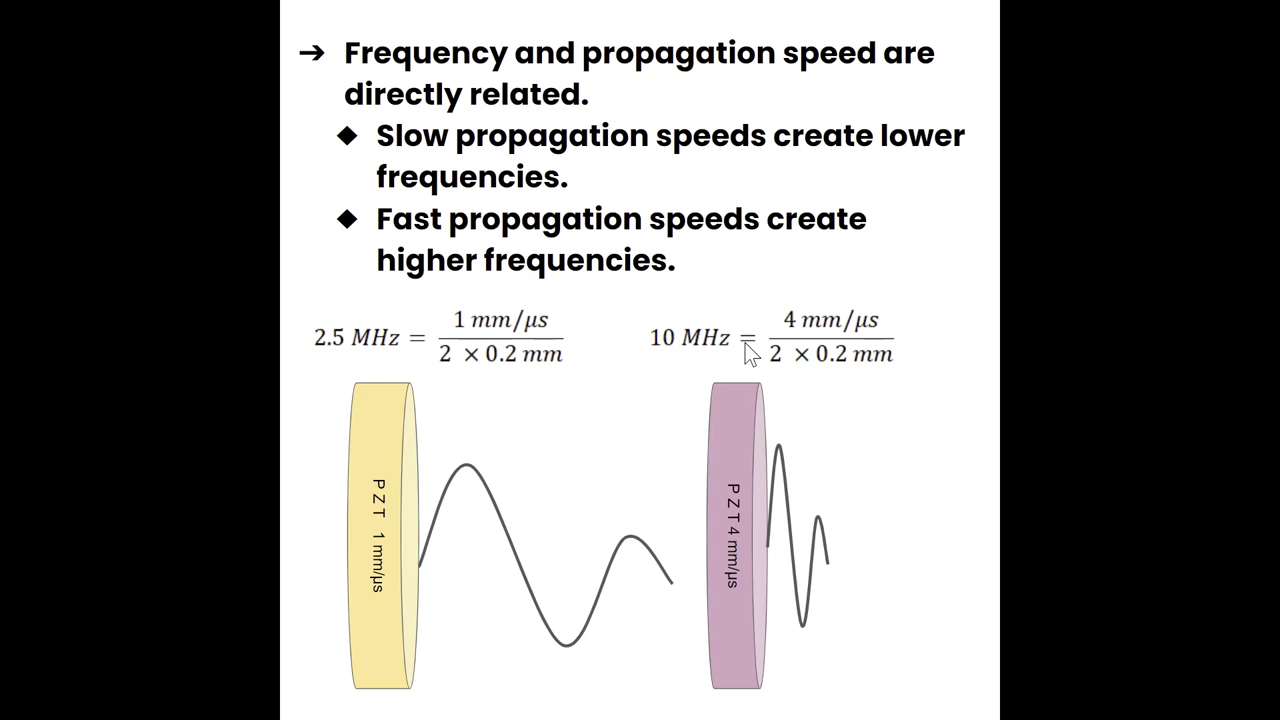 ➔ Frequency and propagation speed are
directly related.
◆ Slow propagation speeds create lower
frequencies.
◆ Fast propagation speeds create
higher frequencies.
2.5 MHz = 1 mm/μs / 2 × 0.2 mm
10 MHz = 4 mm/μs / 2 × 0.2 mm
PZT 1 mm/μs
PZT 4 mm/μs